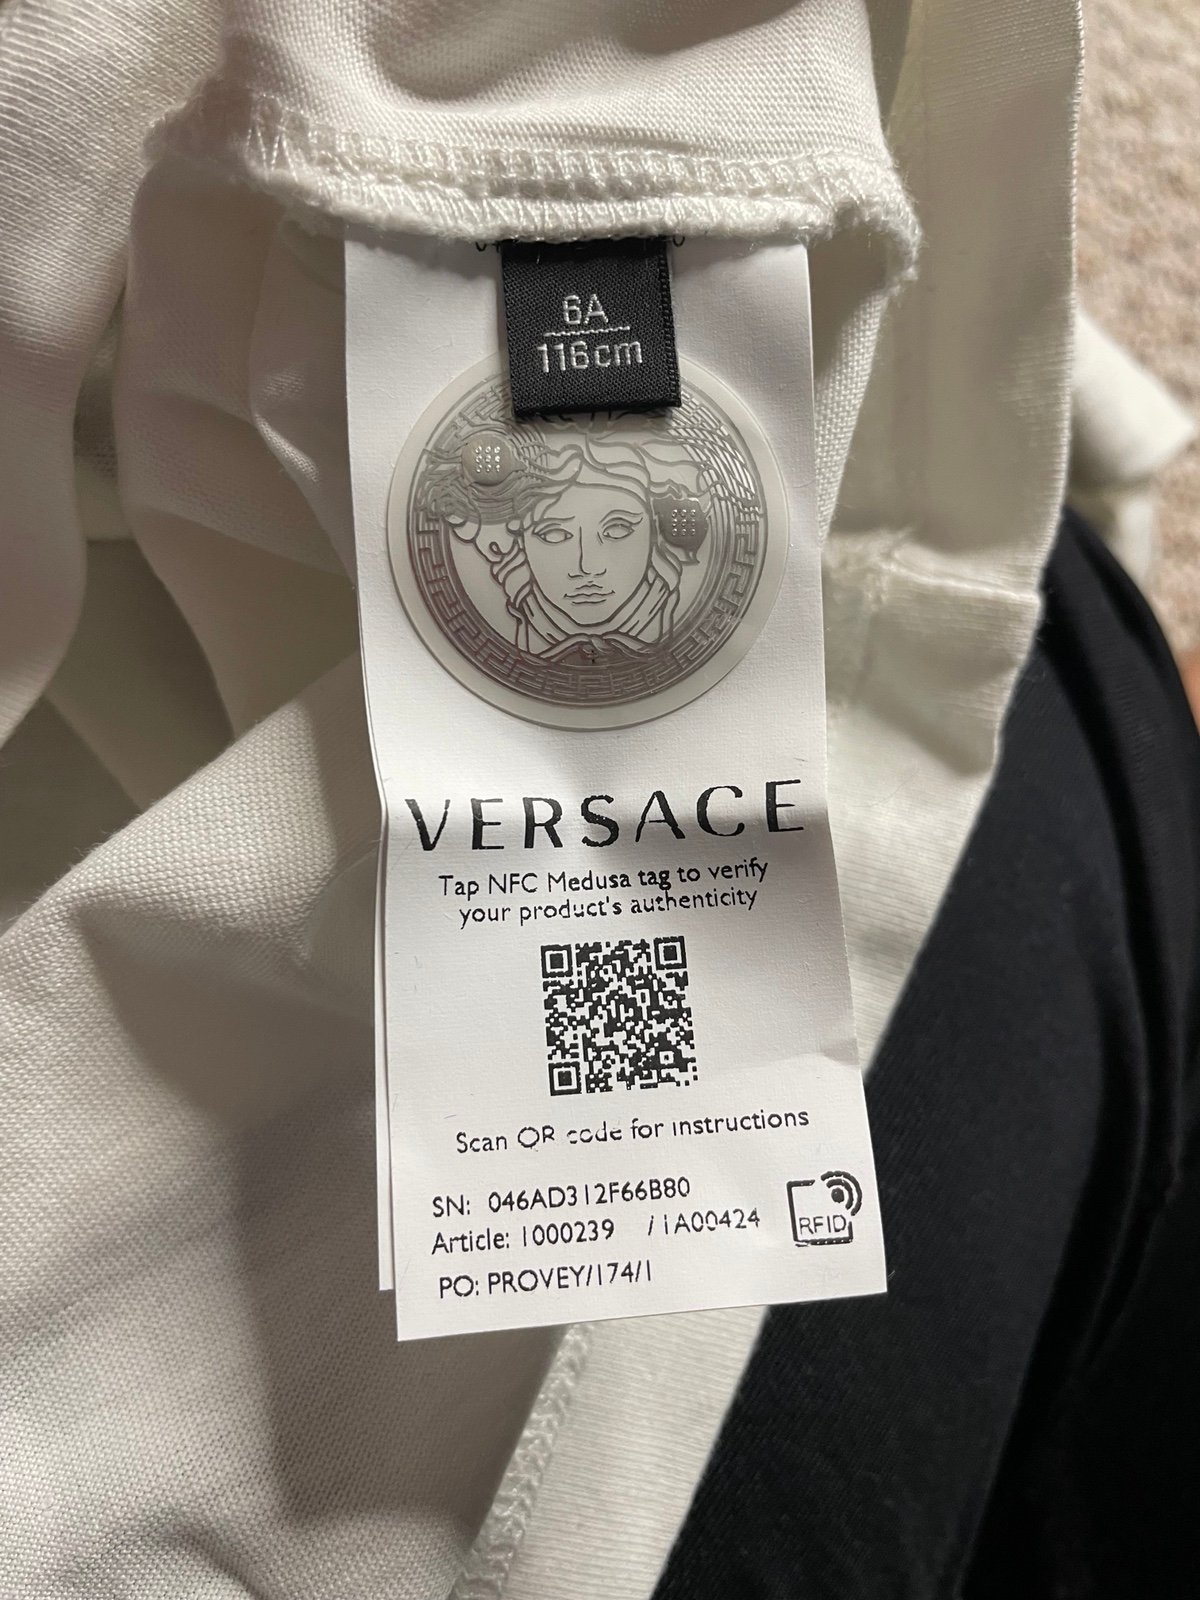 6A
116cm
VERSACE
Tap NFC Medusa tag to verify
your product's authenticity
Scan QR code for instructions
SN: 046AD312F66B80
Article: 1000239 / 1A00424
RFID
PO: PROVEY/174/1